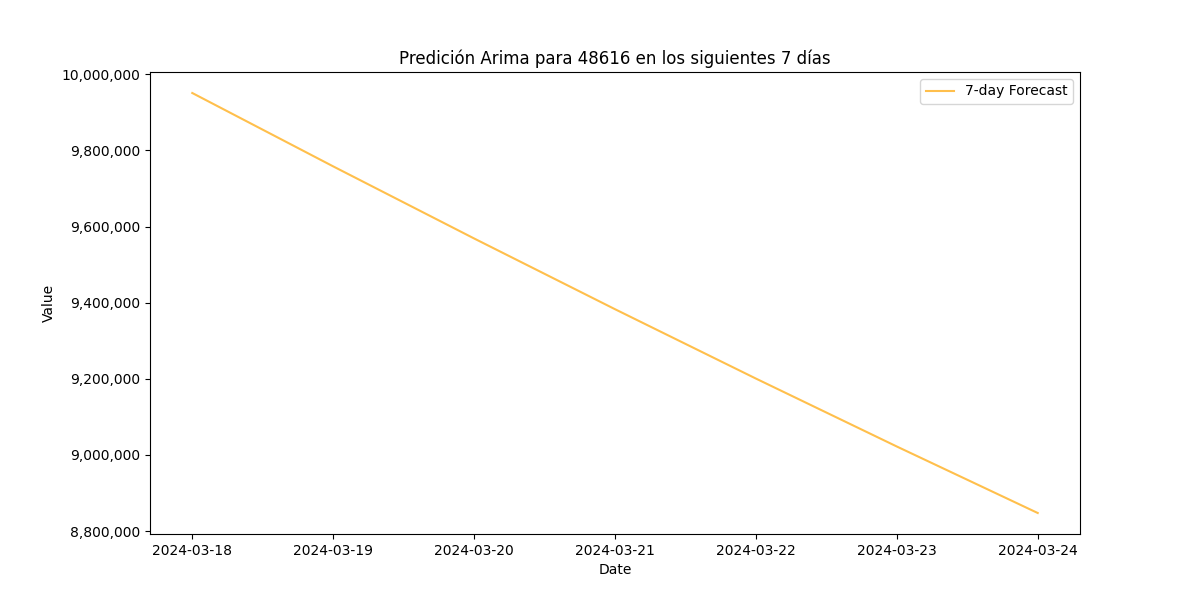 Predición Arima para 48616 en los siguientes 7 días
7-day Forecast
Value
10,000,000
9,800,000
9,600,000
9,400,000
9,200,000
9,000,000
8,800,000
2024-03-18 2024-03-19 2024-03-20 2024-03-21 2024-03-22 2024-03-23 2024-03-24
Date